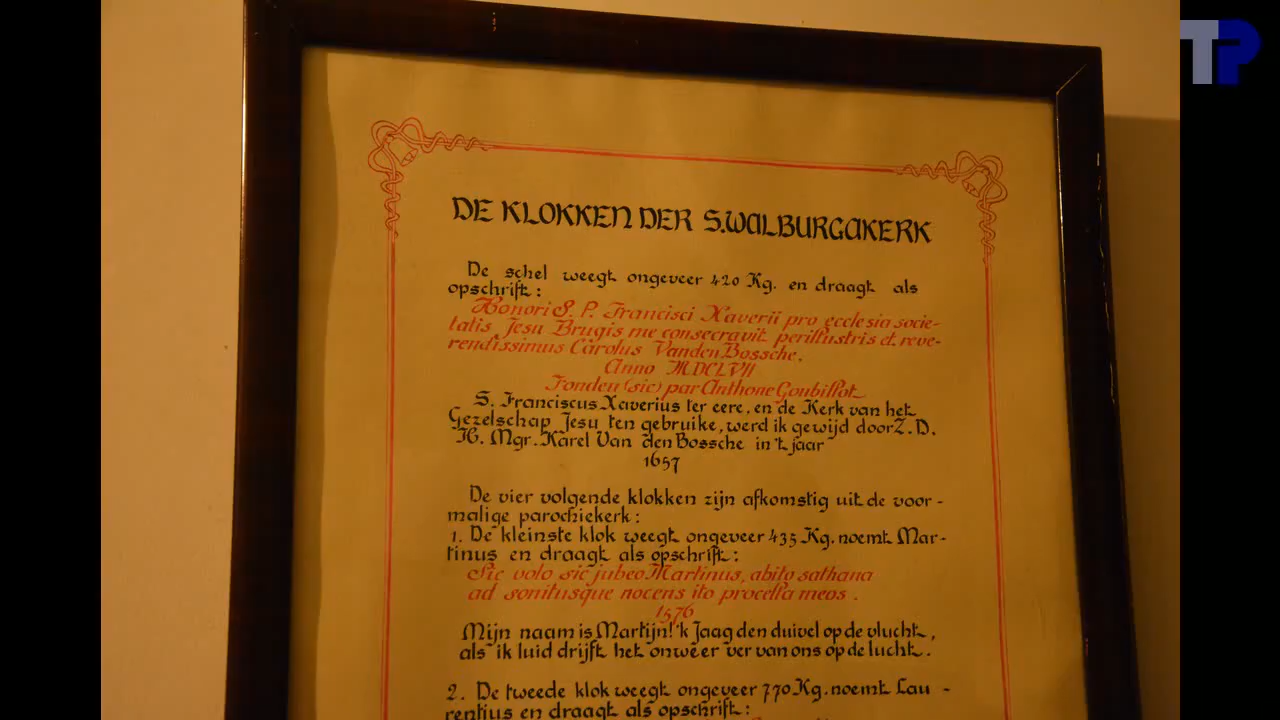 TP
DE KLOKKEN DER S.WALBURGAKERK
De schel weegt ongeveer 420 Kg. en draagt als
opschrift:
Honori S. P. Francisci Xaverii pro ecclesia socie-
tatis Jesu Brugis me consecravit perillustris et reve-
rendissimus Carolus VandenBossche.
Anno MDCLVII
Fondeu (sic) par Anthone Goubillot
S. Franciscus Xaverius ter eere, en de Kerk van het
Gezelschap Jesu ten gebruike, werd ik gewijd door Z.D.
H. Mgr. Karel Van den Bossche in 't jaar
1657
De vier volgende klokken zijn afkomstig uit de voor-
malige parochiekerk:
1. De kleinste klok weegt ongeveer 435 Kg. noemt Mar-
tinus en draagt als opschrift:
Sic volo sic jubeo Martinus, abito sathana
ad sonitusque nocens ito procella meos.
1576
Mijn naam is Martijn! 'k Jaag den duivel op de vlucht,
als ik luid drijft het onweer ver van ons op de lucht.
2. De tweede klok weegt ongeveer 770 Kg. noemt Lau-
rentius en draagt als opschrift: